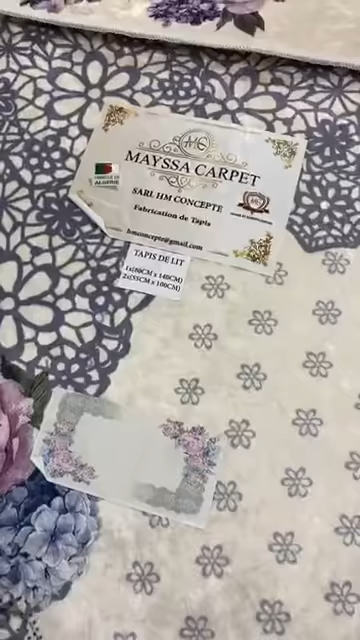 MAYSSA CARPET
SARL HM CONCEPTE
Fabrication de Tapis
hmconcepte@gmail.com
TAPIS DE LIT
1x(80CM x 140CM)
2x(55CM x 100CM)